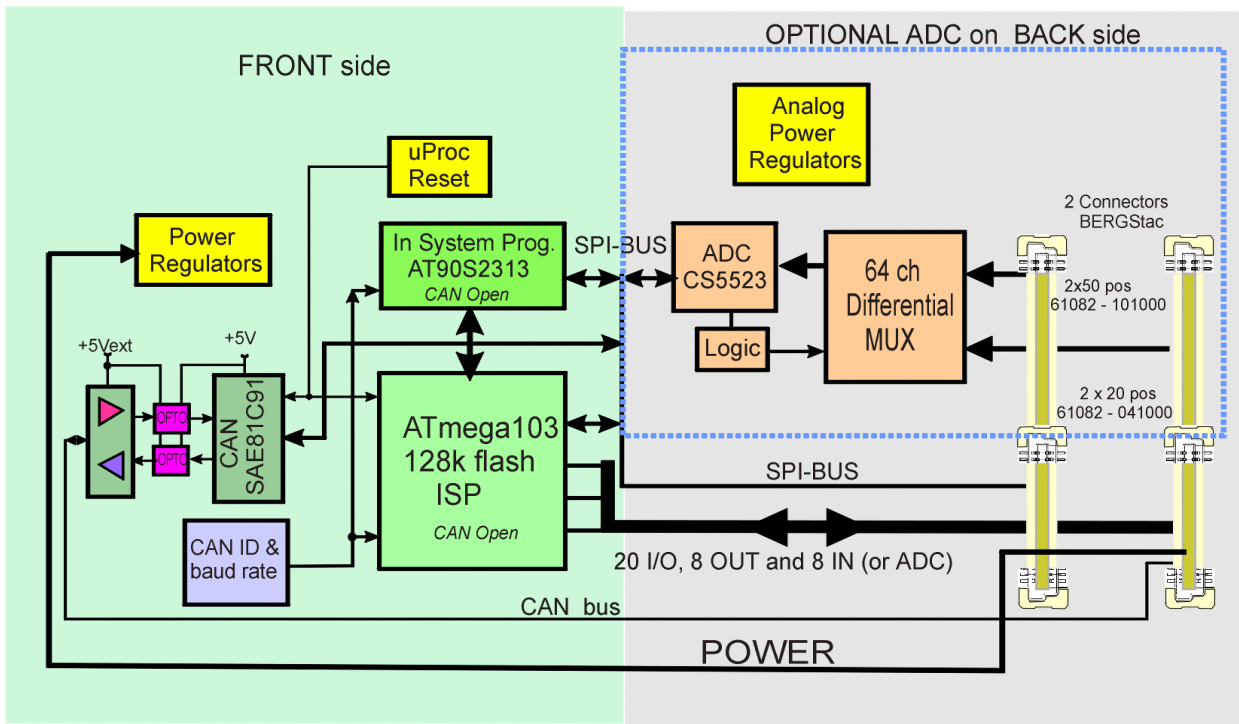 OPTIONAL ADC on BACK side
FRONT side
Analog
Power
Regulators
uProc
Reset
2 Connectors
BERGStac
Power
Regulators
In System Prog.
AT90S2313
CAN Open
SPI-BUS
ADC
CS5523
64 ch
Differential
MUX
2x50 pos
61082 - 101000
Logic
+5Vext
+5V
OPTO
OPTO
CAN
SAE81C91
ATmega103
128k flash
ISP
CAN Open
2 x 20 pos
61082 - 041000
SPI-BUS
CAN ID &
baud rate
20 I/O, 8 OUT and 8 IN (or ADC)
CAN bus
POWER